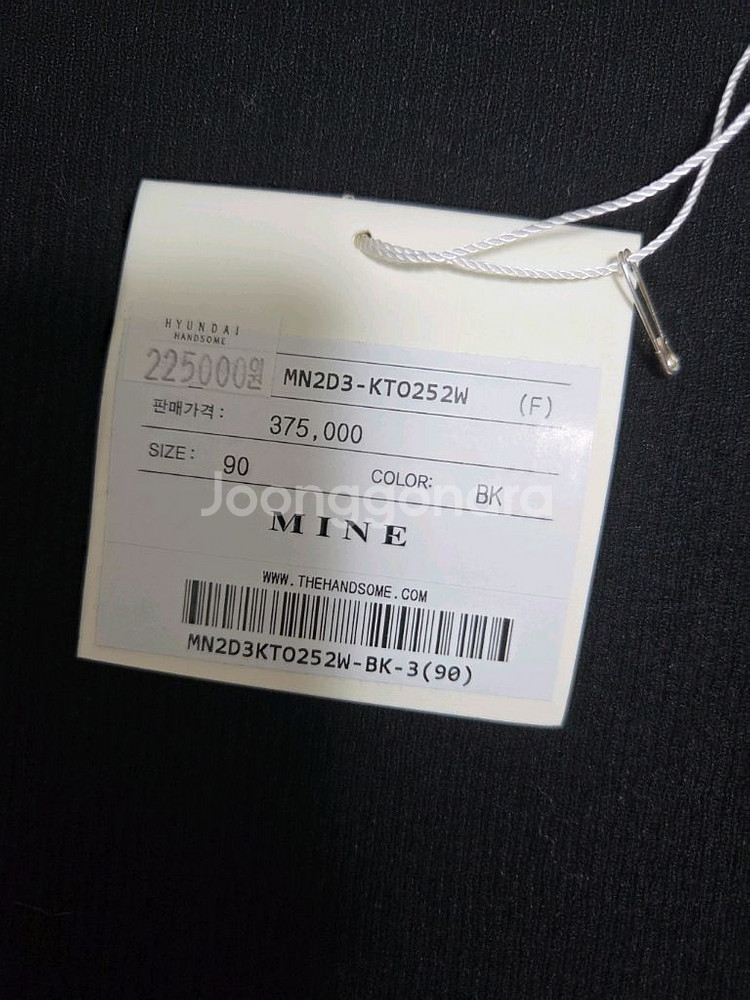 HYUNDAI
HANDSOME
225000원
MN2D3-KTO252W (F)
판매가격: 375,000
SIZE: 90 COLOR: BK
Joonggonara
MINE
WWW.THEHANDSOME.COM
MN2D3KTO252W-BK-3(90)